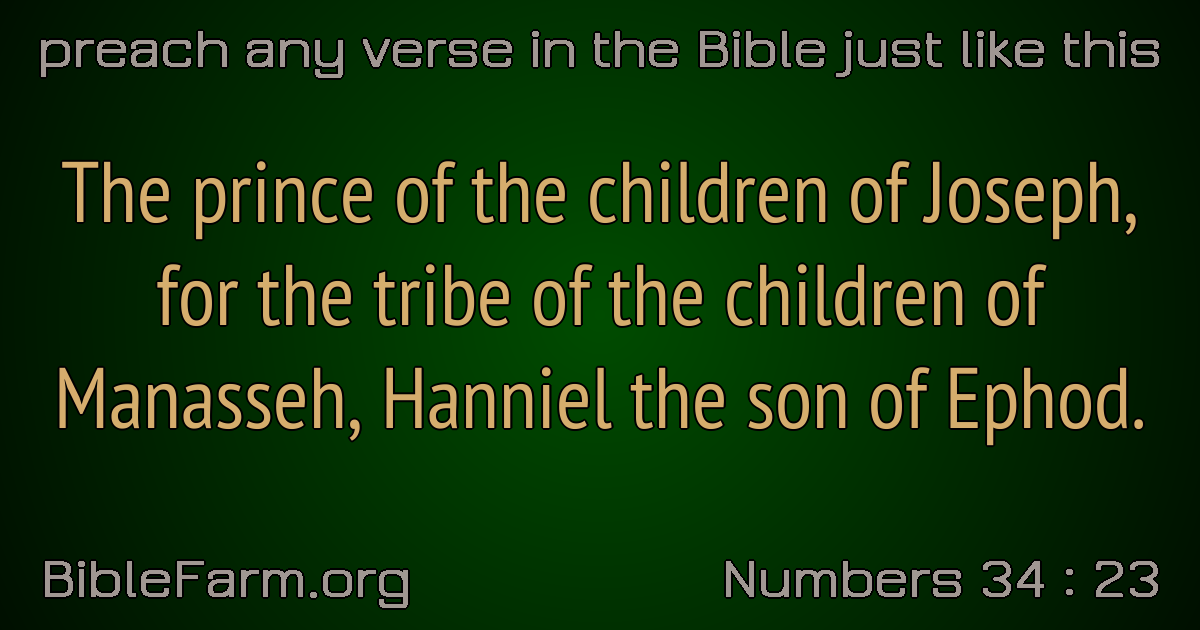 preach any verse in the Bible just like this
The prince of the children of Joseph,
for the tribe of the children of
Manasseh, Hanniel the son of Ephod.
BibleFarm.org
Numbers 34 : 23